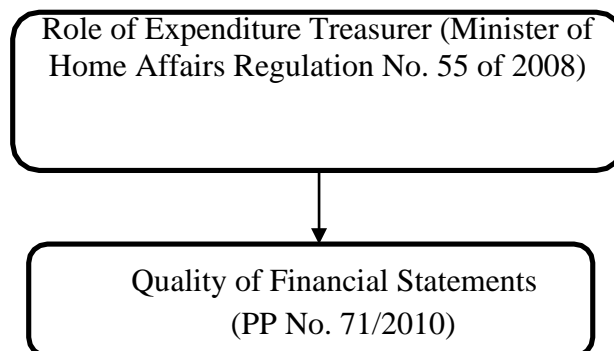 Role of Expenditure Treasurer (Minister of
Home Affairs Regulation No. 55 of 2008)
Quality of Financial Statements
(PP No. 71/2010)